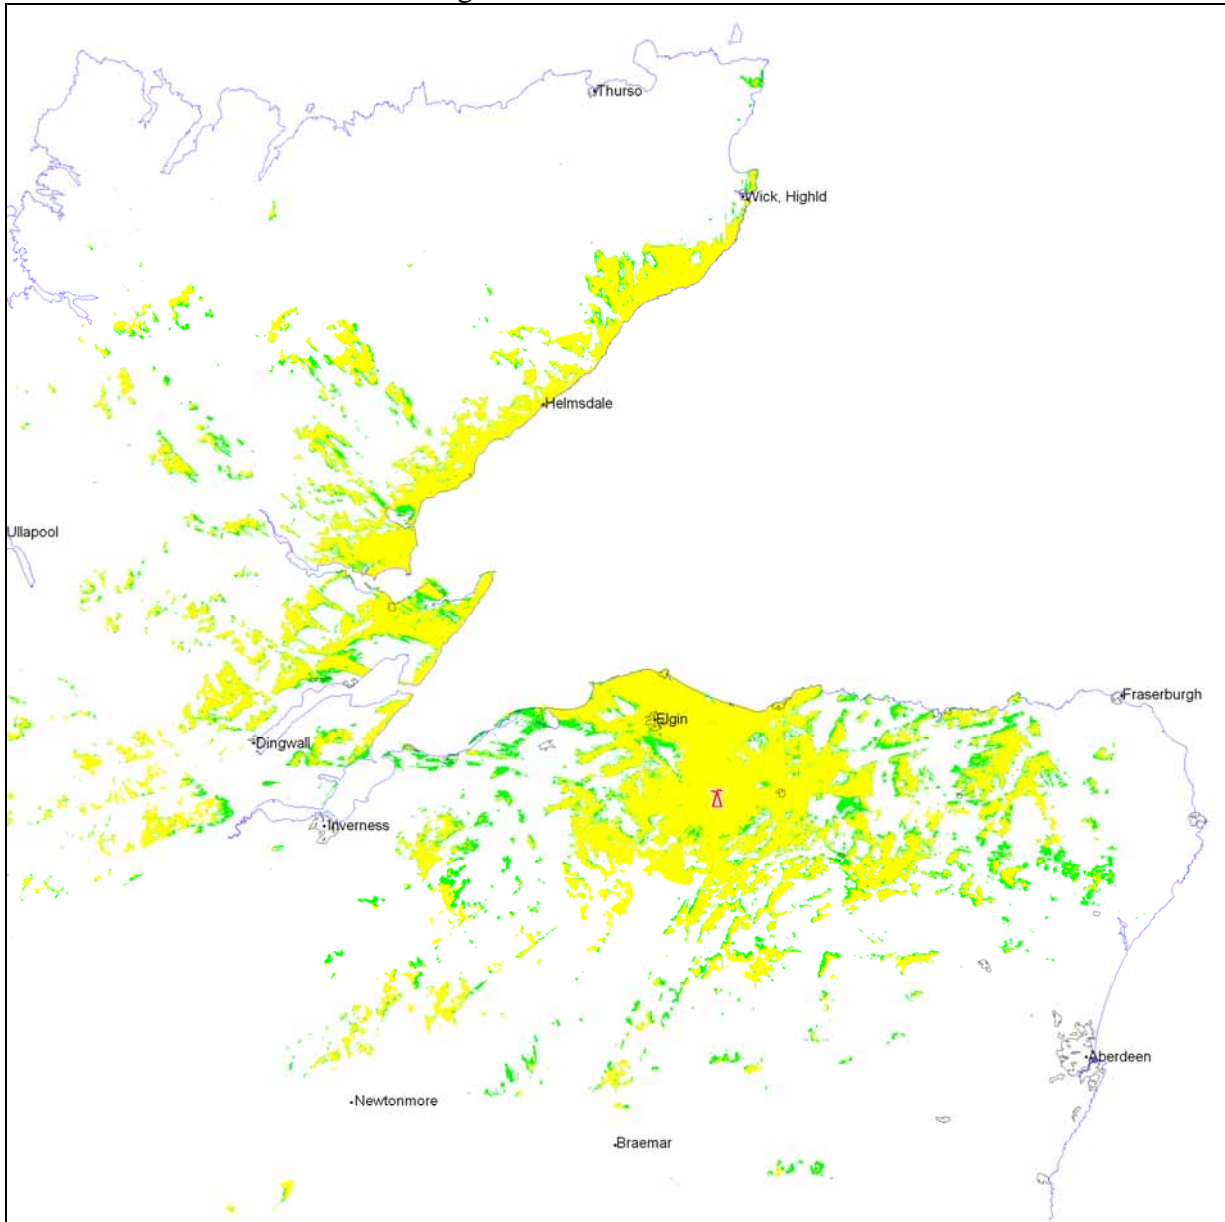 Thurso
Wick, Highld
Helmsdale
Ullapool
Fraserburgh
Elgin
Dingwall
Inverness
Aberdeen
Newtonmore
Braemar